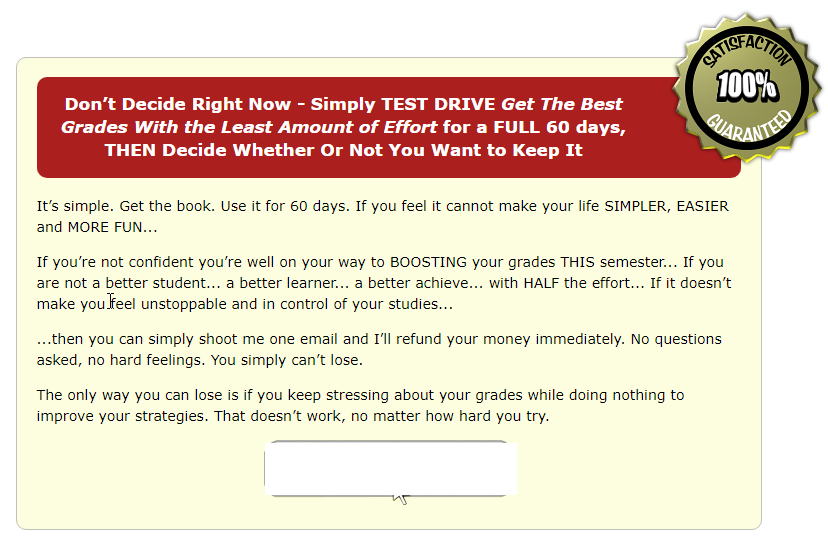 SATISFACTION
100%
GUARANTEED
Don’t Decide Right Now - Simply TEST DRIVE Get The Best
Grades With the Least Amount of Effort for a FULL 60 days,
THEN Decide Whether Or Not You Want to Keep It
It’s simple. Get the book. Use it for 60 days. If you feel it cannot make your life SIMPLER, EASIER
and MORE FUN...
If you’re not confident you’re well on your way to BOOSTING your grades THIS semester... If you
are not a better student... a better learner... a better achieve... with HALF the effort... If it doesn’t
make you feel unstoppable and in control of your studies...
...then you can simply shoot me one email and I’ll refund your money immediately. No questions
asked, no hard feelings. You simply can’t lose.
The only way you can lose is if you keep stressing about your grades while doing nothing to
improve your strategies. That doesn’t work, no matter how hard you try.